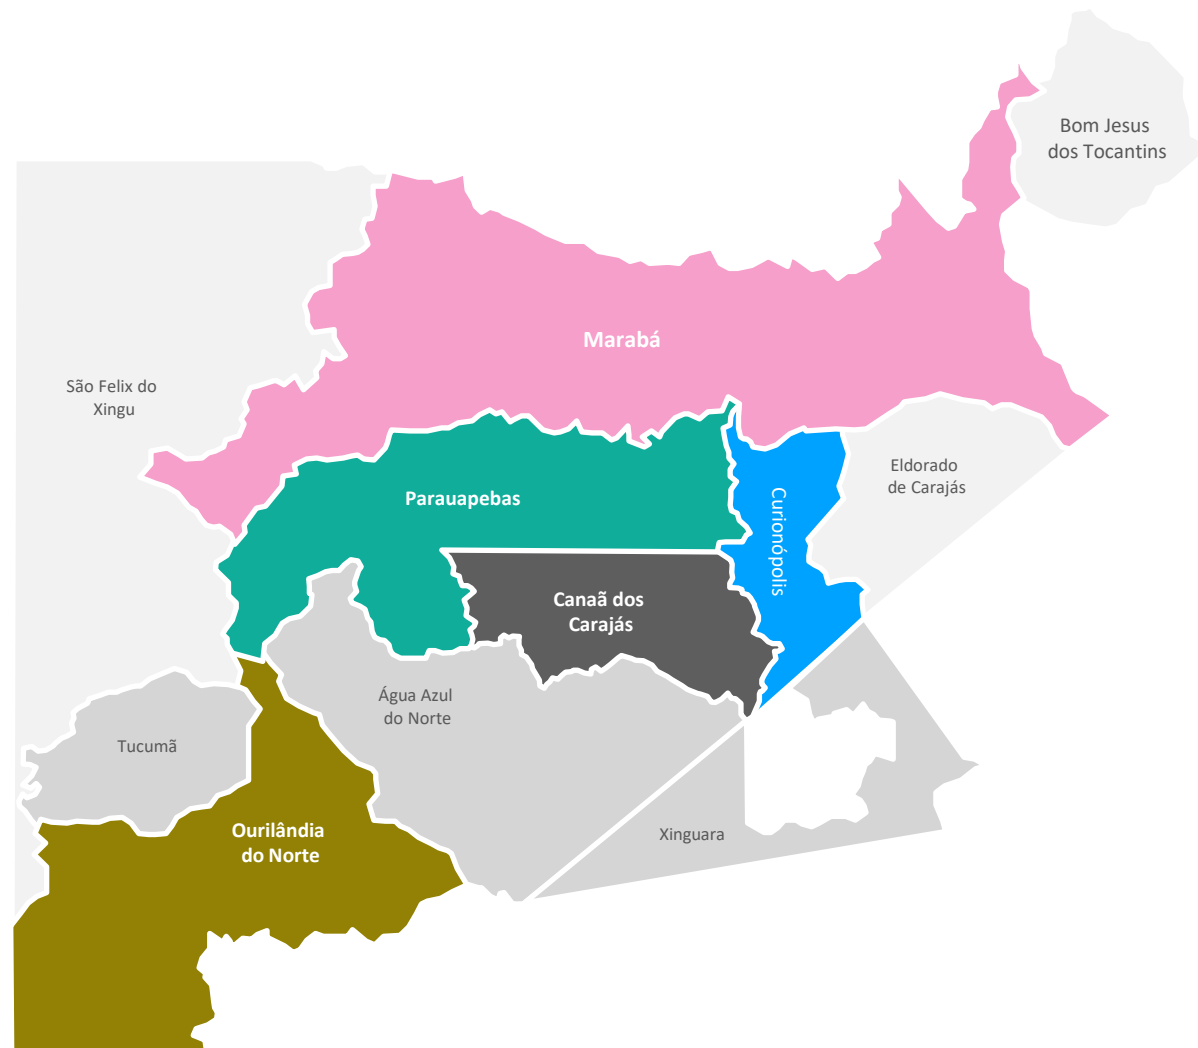 Bom Jesus
dos Tocantins
Marabá
São Felix do
Xingu
Eldorado
de Carajás
Parauapebas
Curionópolis
Canaã dos
Carajás
Água Azul
do Norte
Tucumã
Xinguara
Ourilândia
do Norte